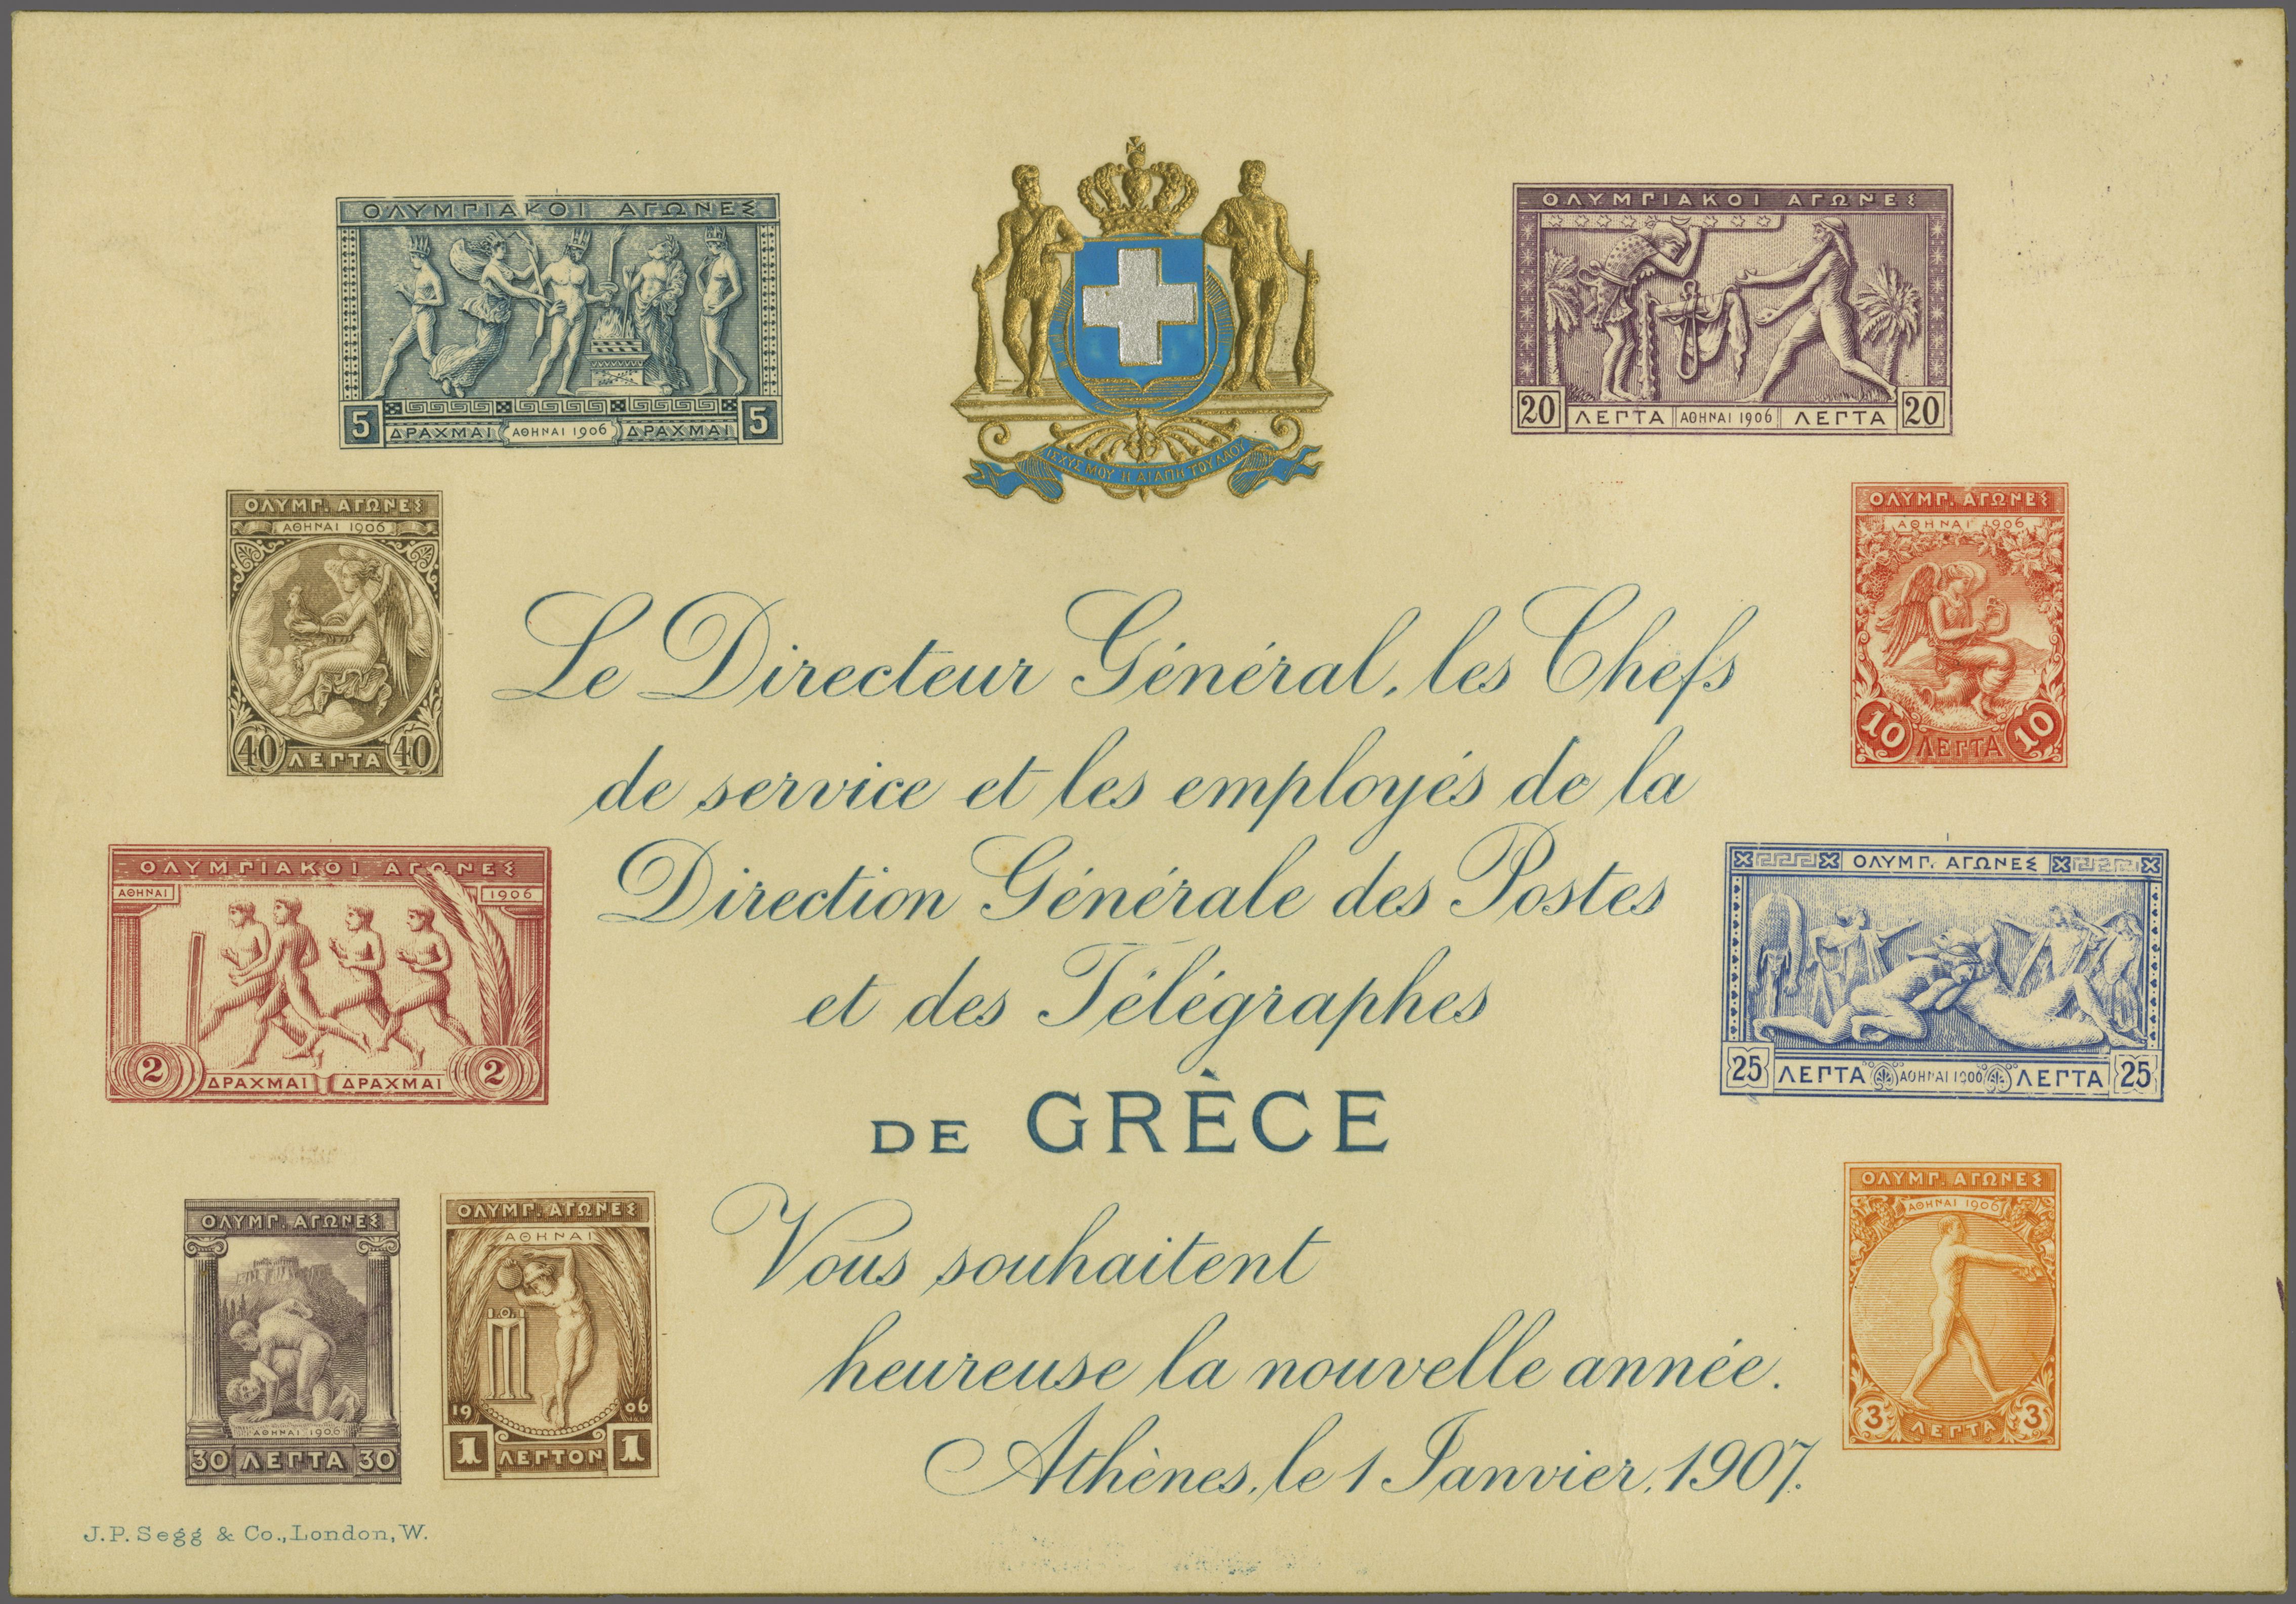 ΟΛΥΜΠΙΑΚΟΙ ΑΓΩΝΕΣ
5 ΔΡΑΧΜΑΙ ΑΘΗΝΑΙ 1906 ΔΡΑΧΜΑΙ 5
ΙΣΧΥΣ ΜΟΥ Η ΑΓΑΠΗ ΤΟΥ ΛΑΟΥ
ΟΛΥΜΠΙΑΚΟΙ ΑΓΩΝΕΣ
20 ΛΕΠΤΑ ΑΘΗΝΑΙ 1906 ΛΕΠΤΑ 20
ΟΛΥΜΠ. ΑΓΩΝΕΣ
ΑΘΗΝΑΙ 1906
40 ΛΕΠΤΑ 40
ΟΛΥΜΠ. ΑΓΩΝΕΣ
ΑΘΗΝΑΙ 1906
10 ΛΕΠΤΑ 10
Le Directeur Général, les Chefs
de service et les employés de la
Direction Générale des Postes
et des Télégraphes
DE GRÈCE
Vous souhaitent
heureuse la nouvelle année.
Athènes, le 1 Janvier, 1907.
ΟΛΥΜΠΙΑΚΟΙ ΑΓΩΝΕΣ
ΑΘΗΝΑΙ 1906
2 ΔΡΑΧΜΑΙ ΔΡΑΧΜΑΙ 2
ΟΛΥΜΠ. ΑΓΩΝΕΣ
25 ΛΕΠΤΑ ΑΘΗΝΑΙ 1906 ΛΕΠΤΑ 25
ΟΛΥΜΠ. ΑΓΩΝΕΣ
ΑΘΗΝΑΙ 1906
30 ΛΕΠΤΑ 30
ΟΛΥΜΠ. ΑΓΩΝΕΣ
ΑΘΗΝΑΙ
Ι.Ο.Ι
19 06
1 ΛΕΠΤΟΝ 1
ΟΛΥΜΠ. ΑΓΩΝΕΣ
ΑΘΗΝΑΙ 1906
3 ΛΕΠΤΑ 3
J.P. Segg & Co., London, W.